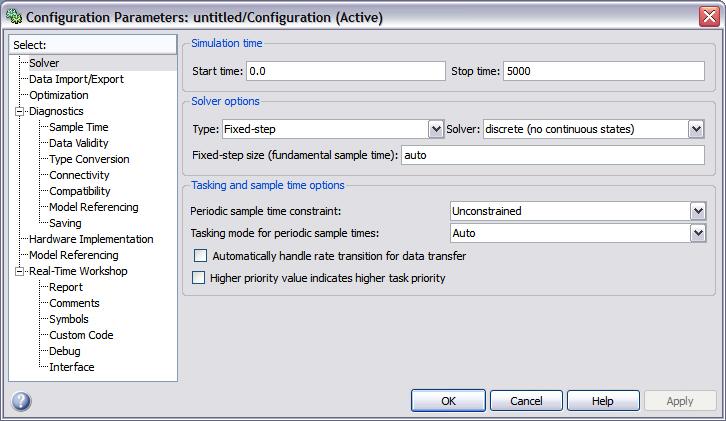 Configuration Parameters: untitled/Configuration (Active)
Select:
Solver
Data Import/Export
Optimization
Diagnostics
Sample Time
Data Validity
Type Conversion
Connectivity
Compatibility
Model Referencing
Saving
Hardware Implementation
Model Referencing
Real-Time Workshop
Report
Comments
Symbols
Custom Code
Debug
Interface
Simulation time
Start time: 0.0 Stop time: 5000
Solver options
Type: Fixed-step Solver: discrete (no continuous states)
Fixed-step size (fundamental sample time): auto
Tasking and sample time options
Periodic sample time constraint: Unconstrained
Tasking mode for periodic sample times: Auto
Automatically handle rate transition for data transfer
Higher priority value indicates higher task priority
? OK Cancel Help Apply